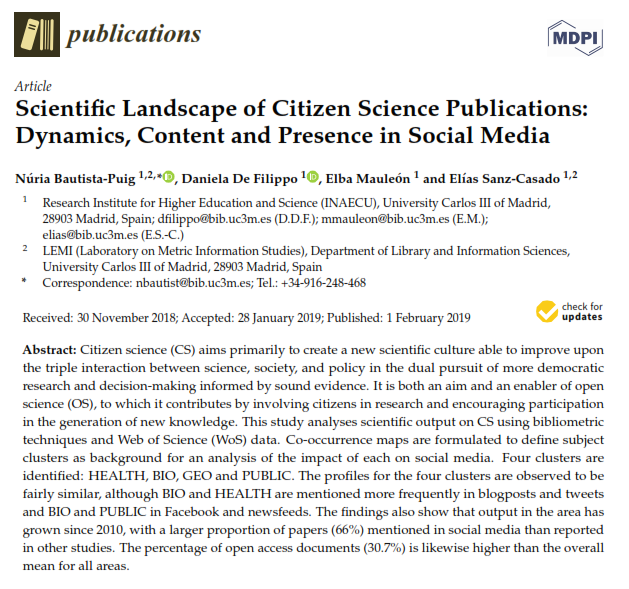 publications
MDPI
Article
Scientific Landscape of Citizen Science Publications:
Dynamics, Content and Presence in Social Media
Núria Bautista-Puig 1,2,*, Daniela De Filippo 1, Elba Mauleón 1 and Elías Sanz-Casado 1,2
1 Research Institute for Higher Education and Science (INAECU), University Carlos III of Madrid,
28903 Madrid, Spain; dfilippo@bib.uc3m.es (D.D.F.); mmauleon@bib.uc3m.es (E.M.);
elias@bib.uc3m.es (E.S.-C.)
2 LEMI (Laboratory on Metric Information Studies), Department of Library and Information Sciences,
University Carlos III of Madrid, 28903 Madrid, Spain
* Correspondence: nbautist@bib.uc3m.es; Tel.: +34-916-248-468
check for
updates
Received: 30 November 2018; Accepted: 28 January 2019; Published: 1 February 2019
Abstract: Citizen science (CS) aims primarily to create a new scientific culture able to improve upon
the triple interaction between science, society, and policy in the dual pursuit of more democratic
research and decision-making informed by sound evidence. It is both an aim and an enabler of open
science (OS), to which it contributes by involving citizens in research and encouraging participation
in the generation of new knowledge. This study analyses scientific output on CS using bibliometric
techniques and Web of Science (WoS) data. Co-occurrence maps are formulated to define subject
clusters as background for an analysis of the impact of each on social media. Four clusters are
identified: HEALTH, BIO, GEO and PUBLIC. The profiles for the four clusters are observed to be
fairly similar, although BIO and HEALTH are mentioned more frequently in blogposts and tweets
and BIO and PUBLIC in Facebook and newsfeeds. The findings also show that output in the area has
grown since 2010, with a larger proportion of papers (66%) mentioned in social media than reported
in other studies. The percentage of open access documents (30.7%) is likewise higher than the overall
mean for all areas.